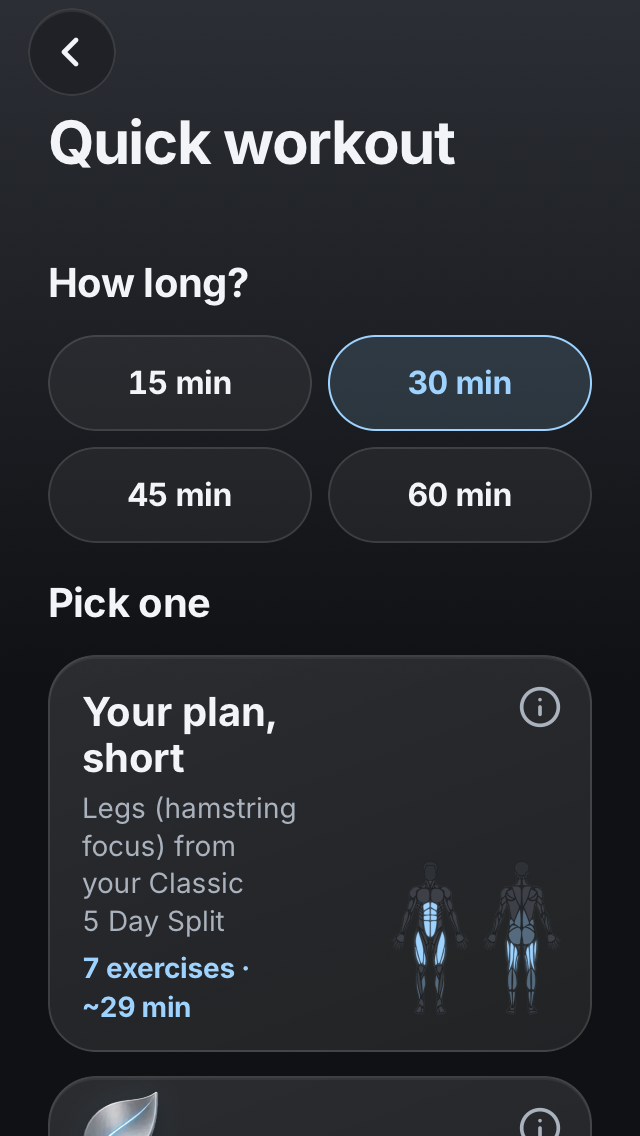 Quick workout
How long?
15 min
30 min
45 min
60 min
Pick one
Your plan,
short
Legs (hamstring
focus) from
your Classic
5 Day Split
7 exercises ·
~29 min